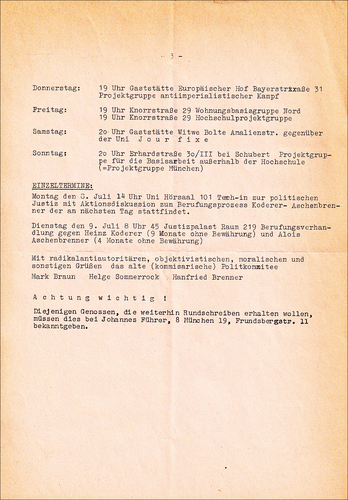 - 3 -
Donnerstag: 19 Uhr Gaststätte Europäischer Hof Bayerstraße 31
Projektgruppe antiimperialistischer Kampf
Freitag: 19 Uhr Knorrstraße 29 Wohnungsbasisgruppe Nord
19 Uhr Knorrstraße 29 Hochschulprojektgruppe
Samstag: 2o Uhr Gaststätte Witwe Bolte Amalienstr. gegenüber
der Uni J o u r f i x e
Sonntag: 2o Uhr Erhardstraße 3o/III bei Schubert Projektgrup-
pe für die Basisarbeit außerhalb der Hochschule
(=Projektgruppe München)
EINZELTERMINE:
Montag den 8. Juli 14 Uhr Uni Hörsaal 101 Teach-in zur politischen
Justiz mit Aktionsdiskussion zum Berufungsprozess Koderer- Aschenbren-
ner der am nächsten Tag stattfindet.
Dienstag den 9. Juli 8 Uhr 45 Justizpalast Raum 219 Berufungsverhan-
dlung gegen Heinz Koderer (9 Monate ohne Bewährung) und Alois
Aschenbrenner (4 Monate ohne Bewährung)
Mit radikalantiautoritären, objektivistischen, moralischen und
sonstigen Grüßen das alte (kommisarische) Politkomitee
Mark Braun Helge Sommerrock Hanfried Brenner
A c h t u n g w i c h t i g !
Diejenigen Genossen, die weiterhin Rundschreiben erhalten wollen,
müssen dies bei Johannes Führer, 8 München 19, Frundsbergstr. 11
bekanntgeben.